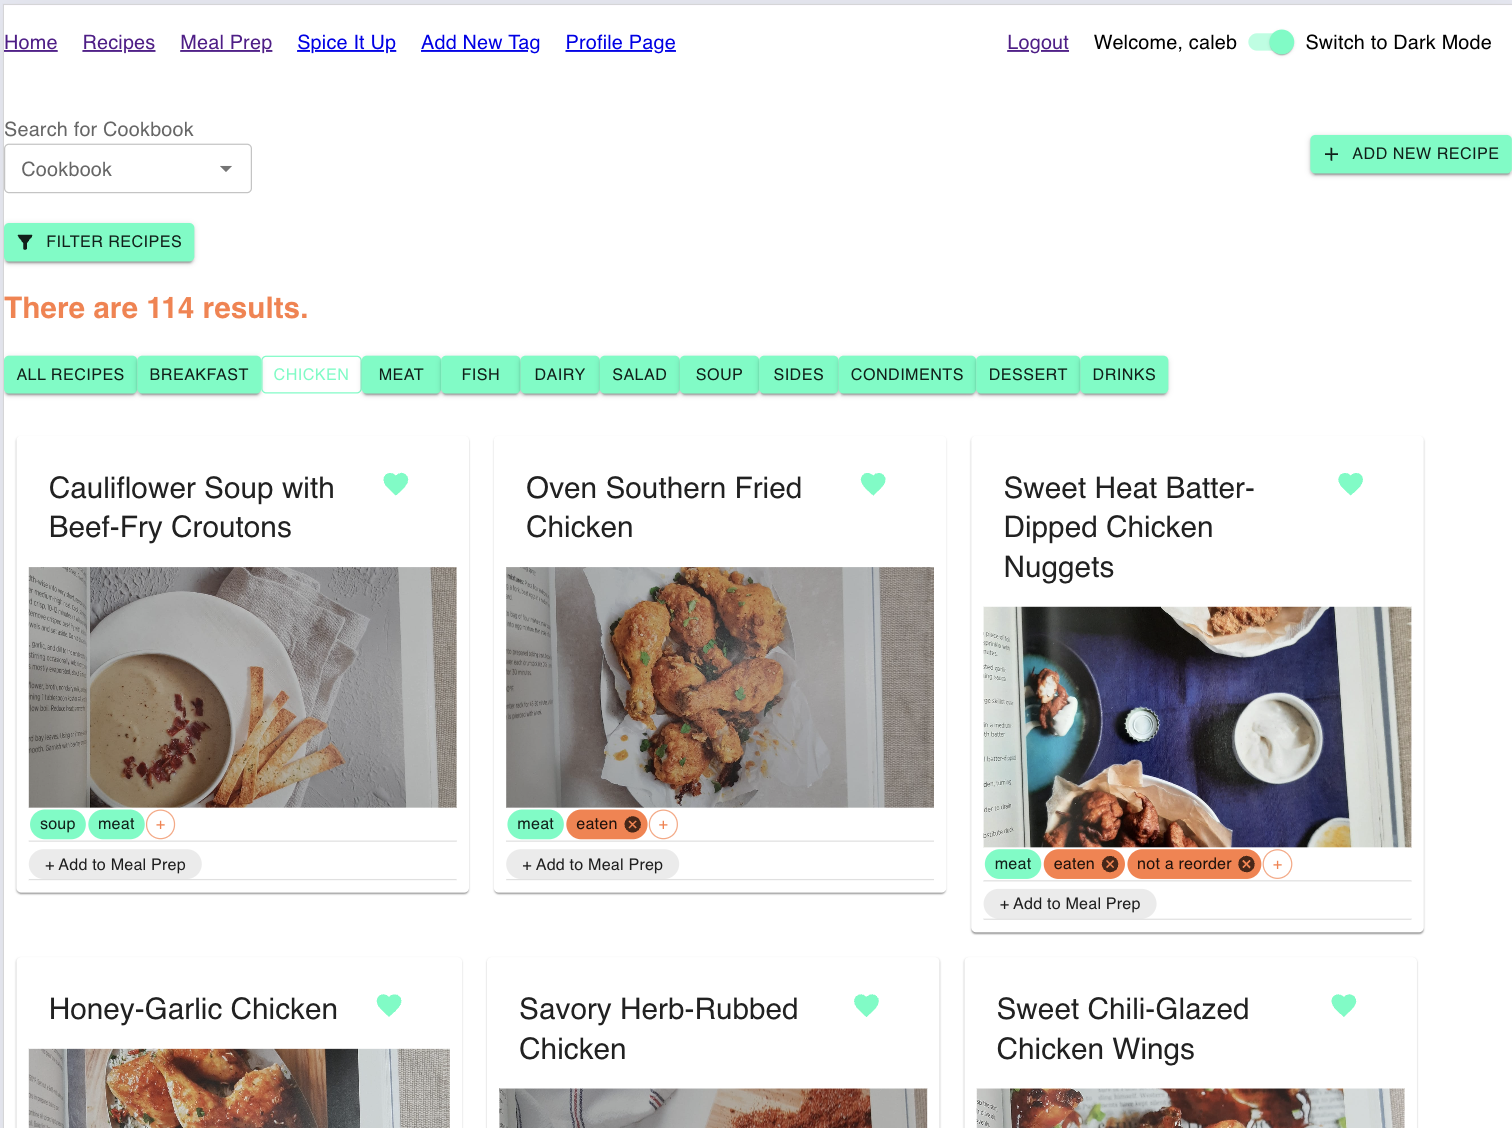 Home Recipes Meal Prep Spice It Up Add New Tag Profile Page Logout Welcome, caleb Switch to Dark Mode
Search for Cookbook
Cookbook
+ ADD NEW RECIPE
FILTER RECIPES
There are 114 results.
ALL RECIPES BREAKFAST CHICKEN MEAT FISH DAIRY SALAD SOUP SIDES CONDIMENTS DESSERT DRINKS
Cauliflower Soup with
Beef-Fry Croutons
soup meat +
+ Add to Meal Prep
Oven Southern Fried
Chicken
meat eaten +
+ Add to Meal Prep
Sweet Heat Batter-
Dipped Chicken
Nuggets
meat eaten not a reorder +
+ Add to Meal Prep
Honey-Garlic Chicken
Savory Herb-Rubbed
Chicken
Sweet Chili-Glazed
Chicken Wings